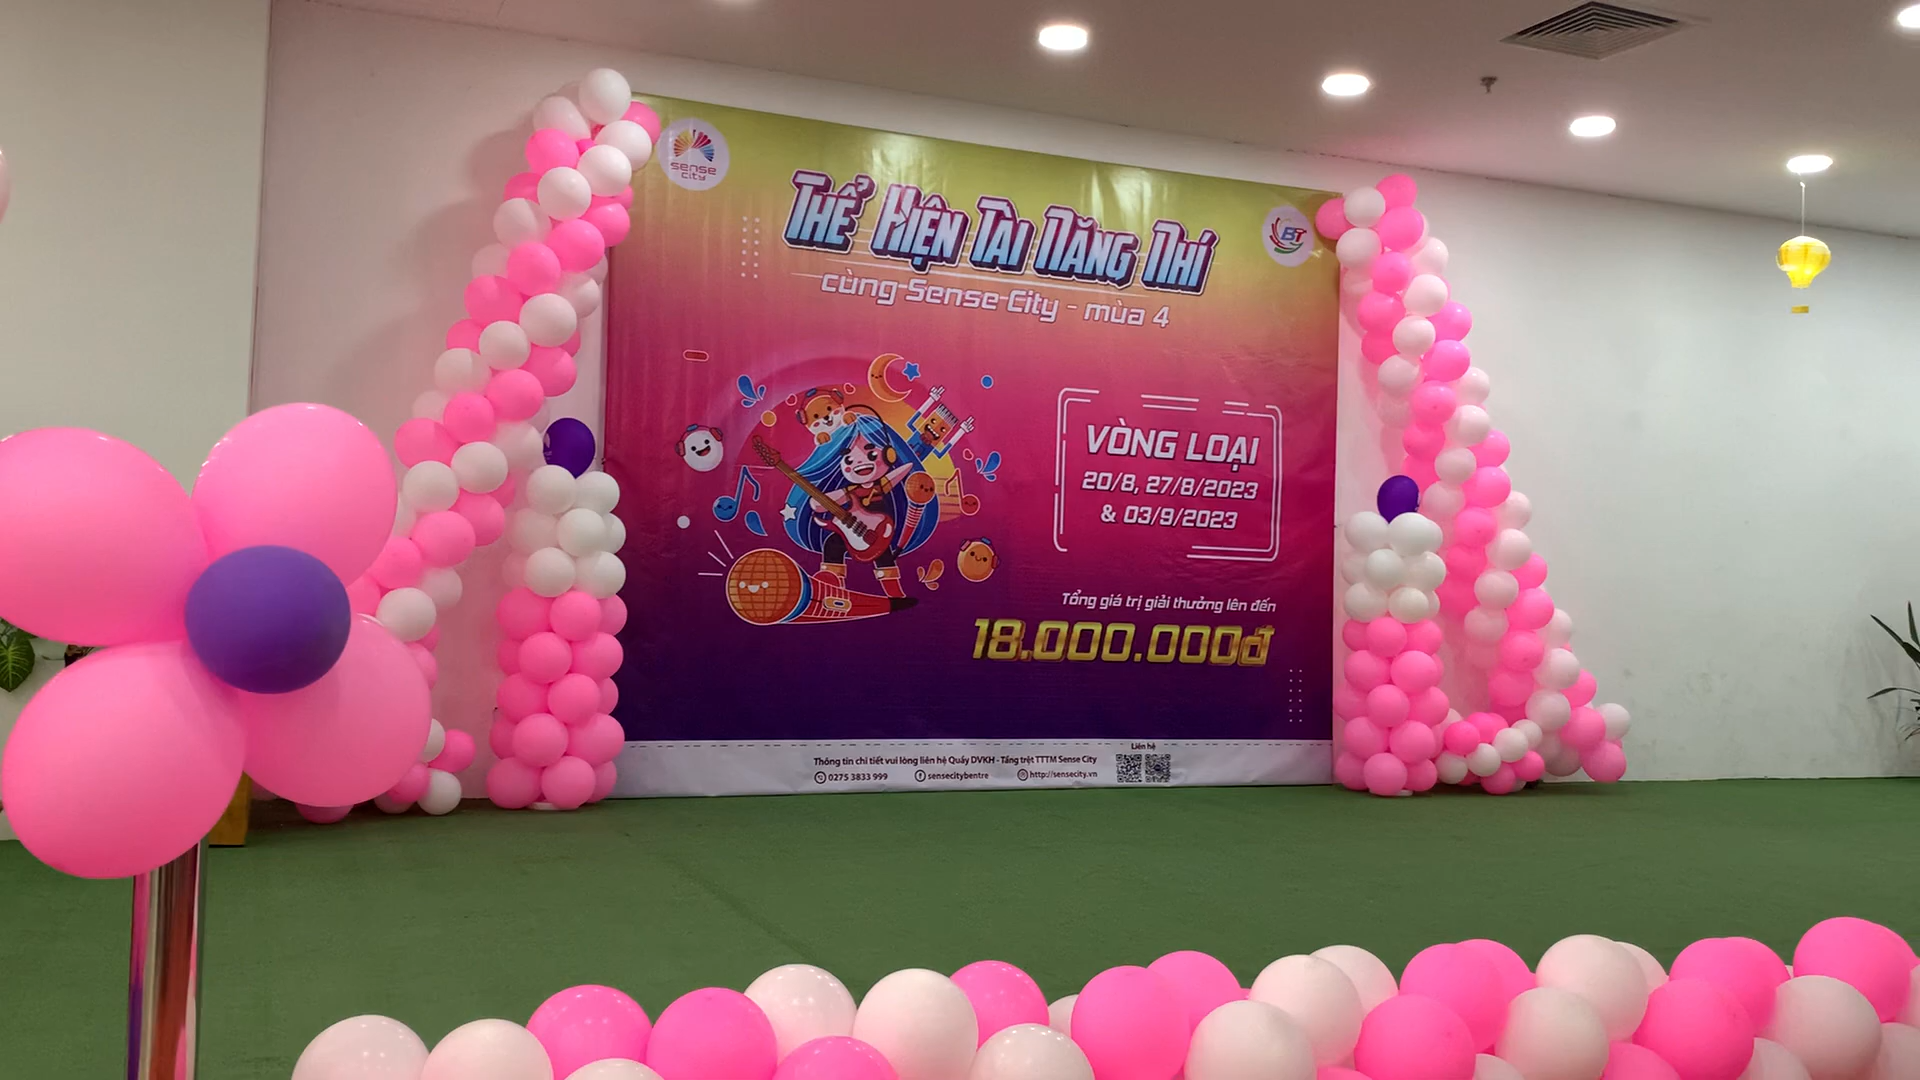 sense
city
BT
THỂ HIỆN TÀI NĂNG NHÍ
cùng Sense City - mùa 4
VÒNG LOẠI
20/8, 27/8/2023
& 03/9/2023
Tổng giá trị giải thưởng lên đến
18.000.000đ
Liên hệ
Thông tin chi tiết vui lòng liên hệ Quầy DVKH - Tầng trệt TTTM Sense City
0275 3833 999 sensecitybentre http://sensecity.vn